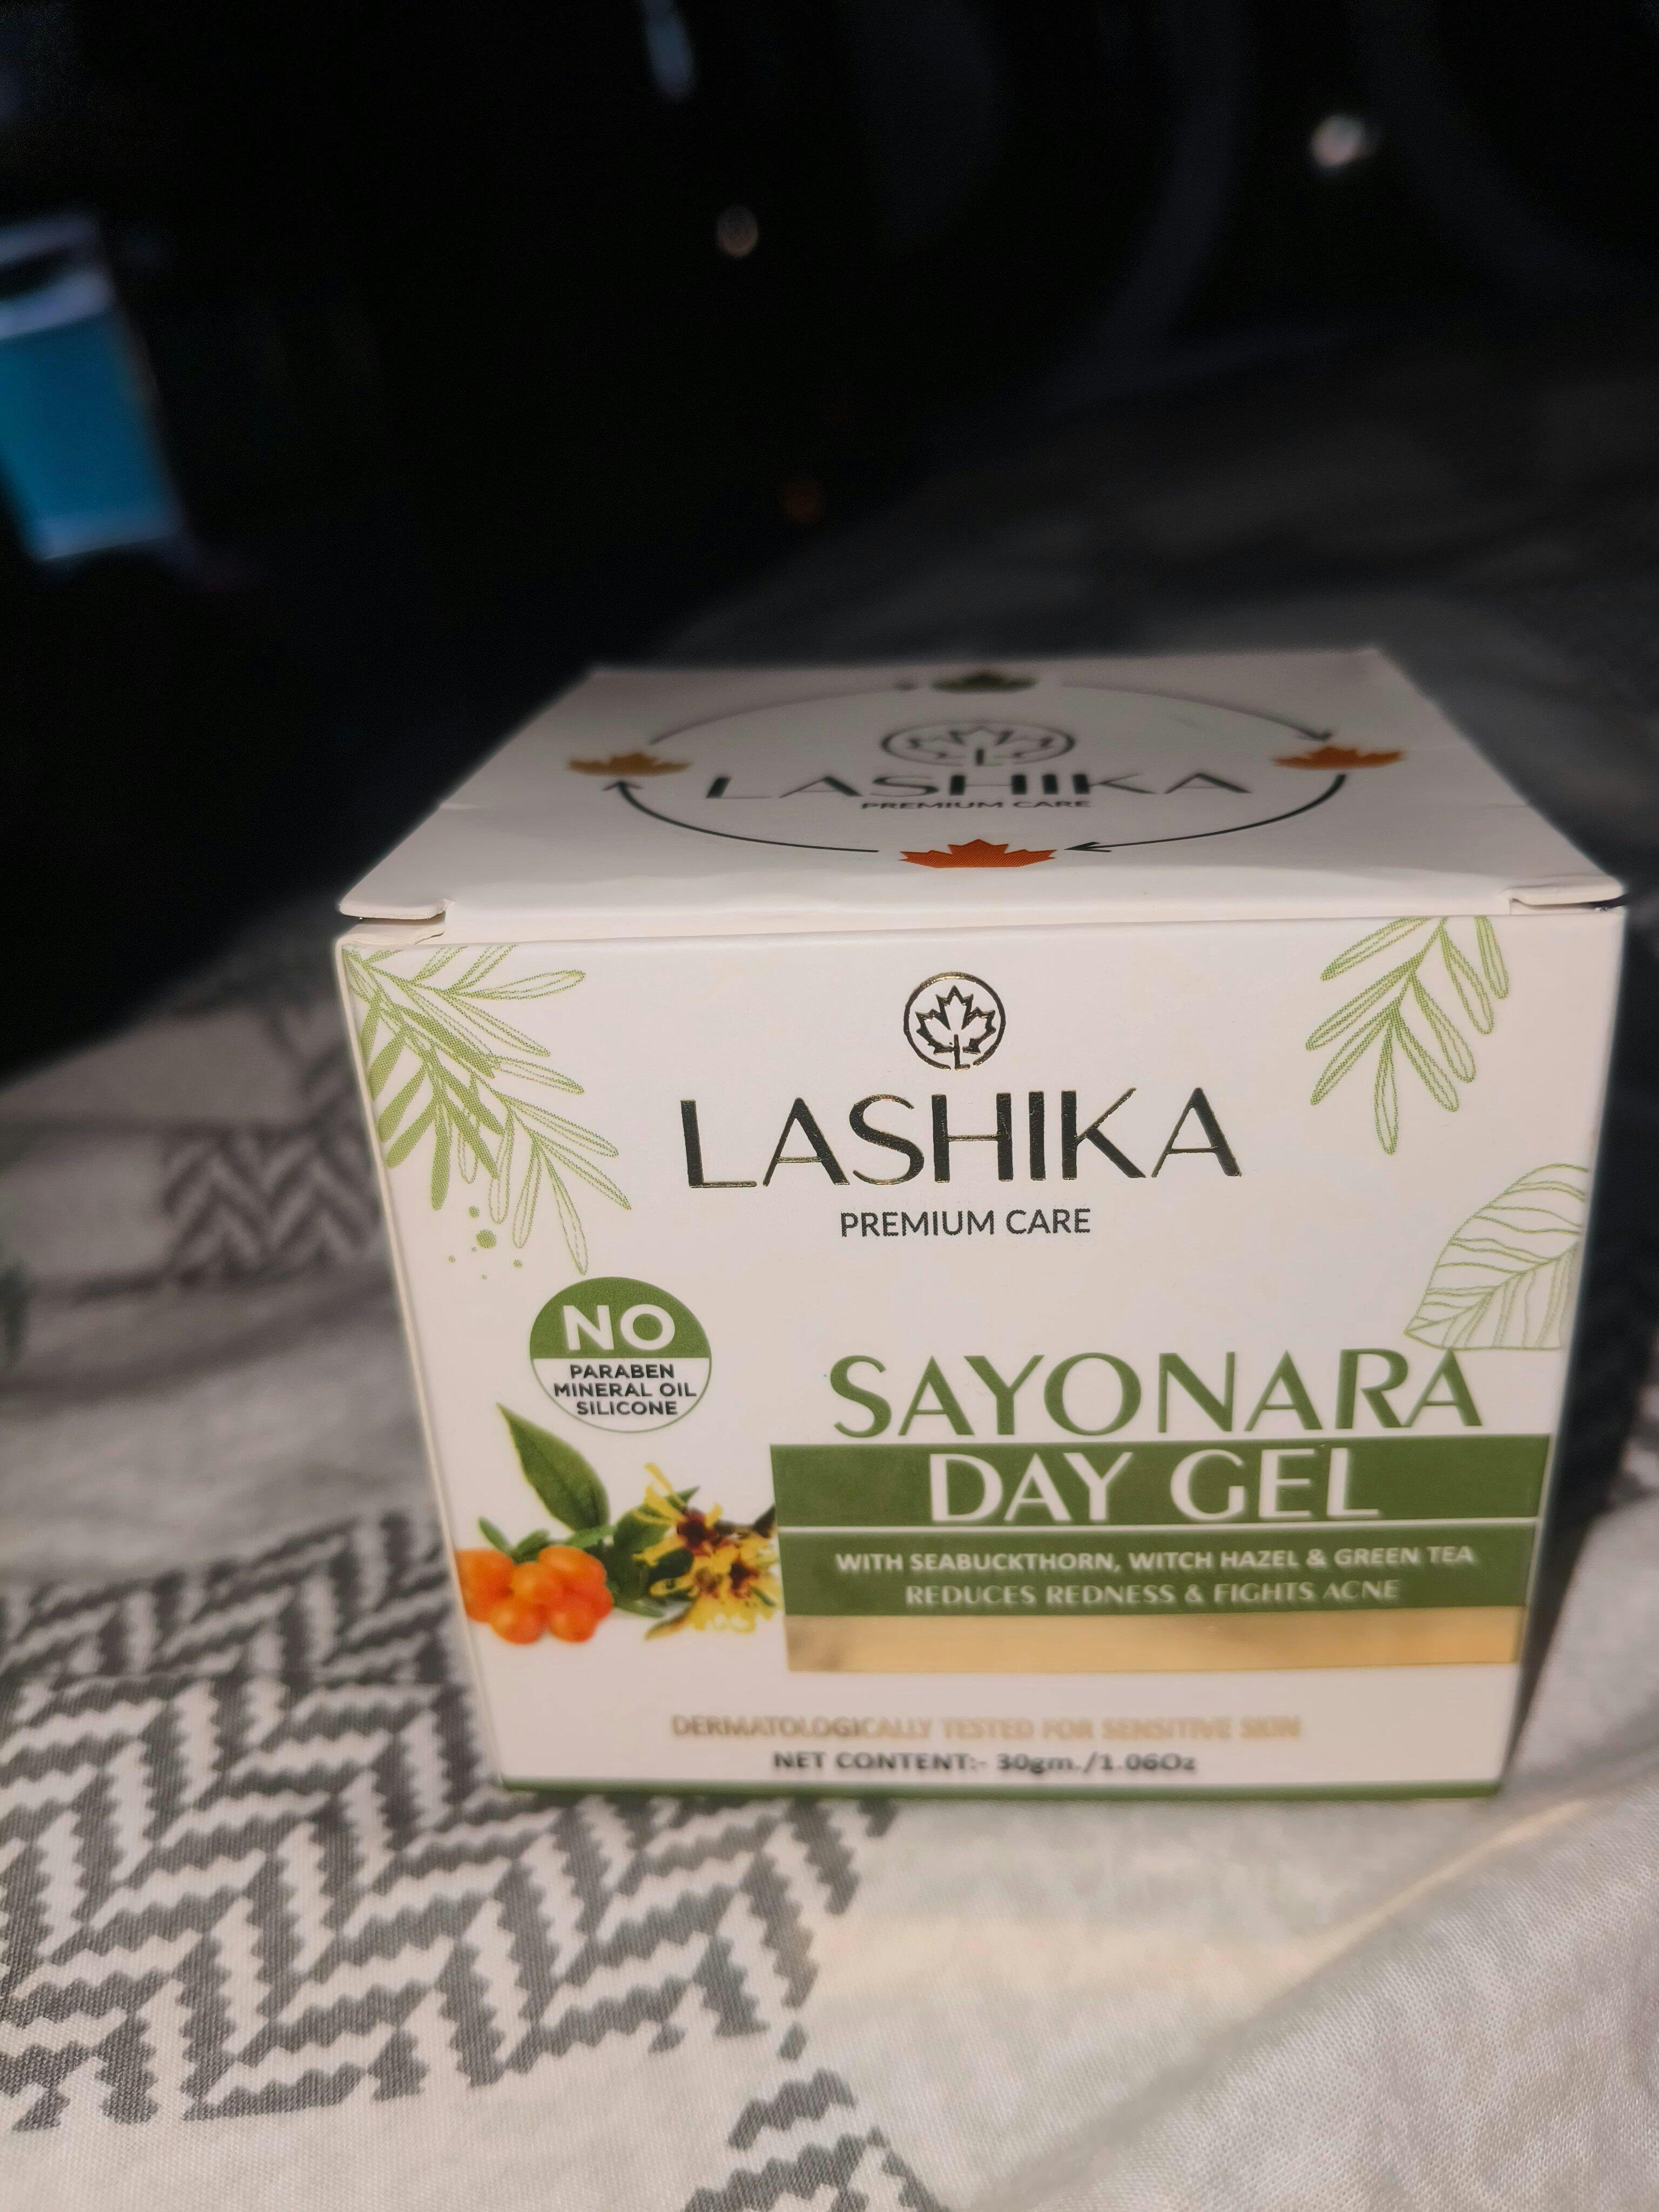 LASHIKA
PREMIUM CARE
LASHIKA
PREMIUM CARE
NO
PARABEN
MINERAL OIL
SILICONE
SAYONARA
DAY GEL
WITH SEABUCKTHORN, WITCH HAZEL & GREEN TEA
REDUCES REDNESS & FIGHTS ACNE
DERMATOLOGICALLY TESTED FOR SENSITIVE SKIN
NET CONTENT:- 30gm./1.06Oz